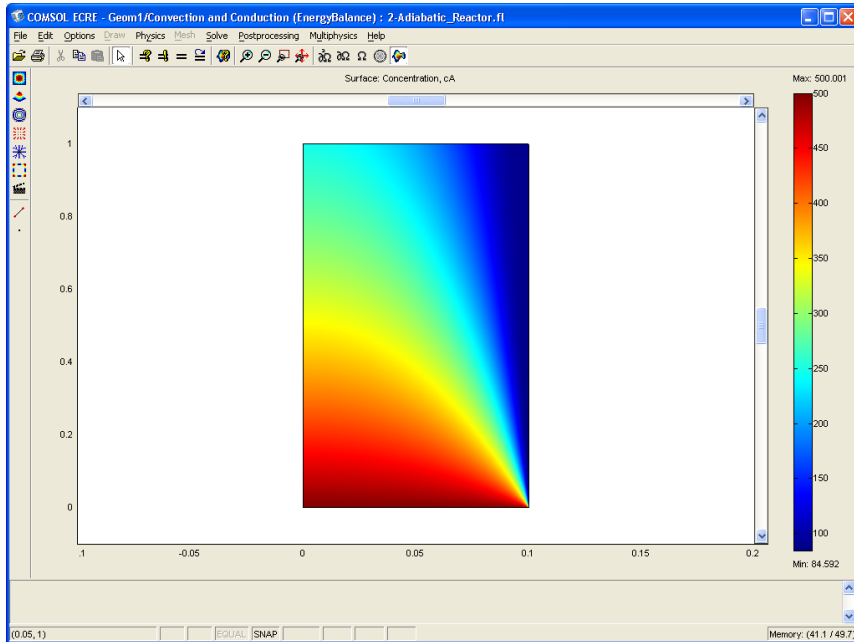 COMSOL ECRE - Geom1/Convection and Conduction (EnergyBalance) : 2-Adiabatic_Reactor.fl
File Edit Options Draw Physics Mesh Solve Postprocessing Multiphysics Help
Surface: Concentration, cA
Max: 500.001
500
450
400
350
300
250
200
150
100
Min: 84.592
1
0.8
0.6
0.4
0.2
0
.1 -0.05 0 0.05 0.1 0.15 0.2
(0.05, 1) EQUAL SNAP Memory: (41.1 / 49.7